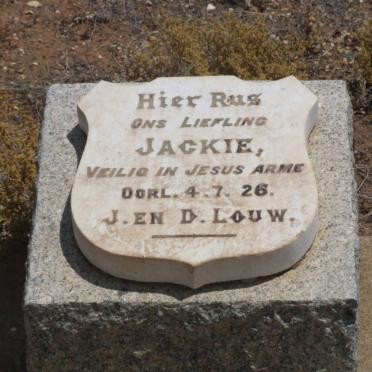 Hier Rus
ons Liefling
Jackie,
Veilig in Jesus arme
Oorl. 4.7. 26.
J. en D. Louw.